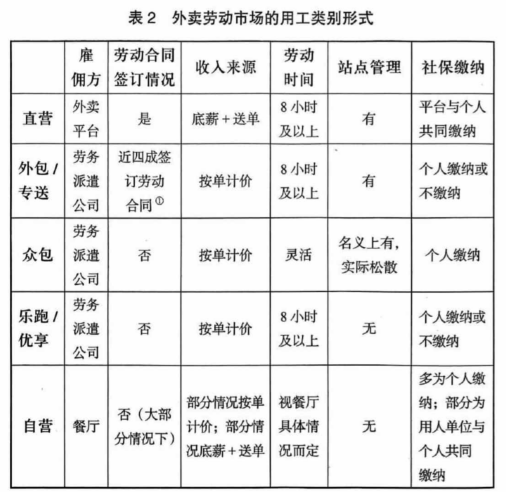 表 2 外卖劳动市场的用工类别形式
雇
佣方
劳动合同
签订情况
收入来源
劳动
时间
站点管理
社保缴纳
直营
外卖
平台
是
底薪+送单
8 小时
及以上
有
平台与个人
共同缴纳
外包/
专送
劳务
派遣
公司
近四成签
订劳动
合同①
按单计价
8 小时
及以上
有
个人缴纳或
不缴纳
众包
劳务
派遣
公司
否
按单计价
灵活
名义上有,
实际松散
个人缴纳
乐跑/
优享
劳务
派遣
公司
否
按单计价
8 小时
及以上
无
个人缴纳或
不缴纳
自营
餐厅
否(大部
分情况下)
部分情况按单
计价;部分情
况底薪+送单
视餐厅
具体情
况而定
无
多为个人缴
纳;部分为
用人单位与
个人共同
缴纳